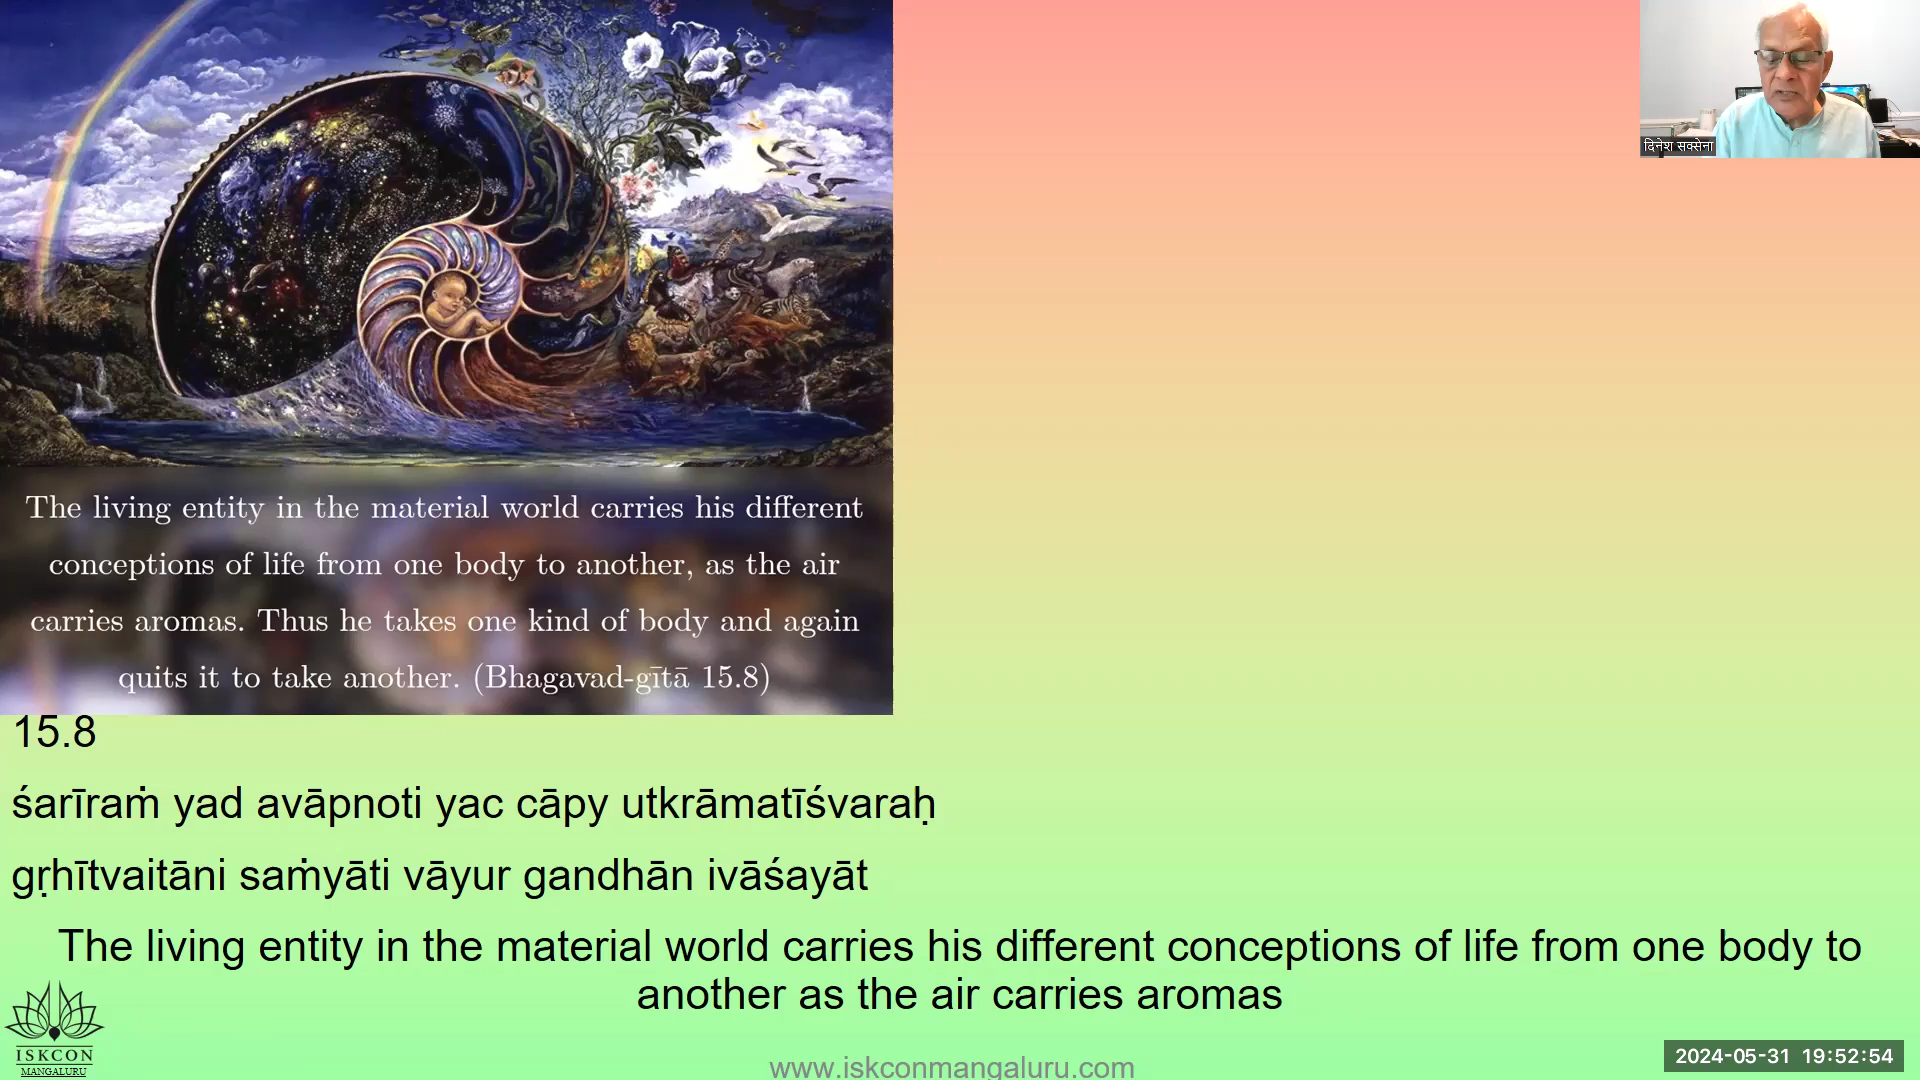 दिनेश सक्सेना
The living entity in the material world carries his different
conceptions of life from one body to another, as the air
carries aromas. Thus he takes one kind of body and again
quits it to take another. (Bhagavad-gītā 15.8)
15.8
śarīraṁ yad avāpnoti yac cāpy utkrāmatīśvaraḥ
gṛhītvaitāni saṁyāti vāyur gandhān ivāśayāt
The living entity in the material world carries his different conceptions of life from one body to
another as the air carries aromas
ISKCON
MANGALURU
www.iskconmangaluru.com
2024-05-31 19:52:54